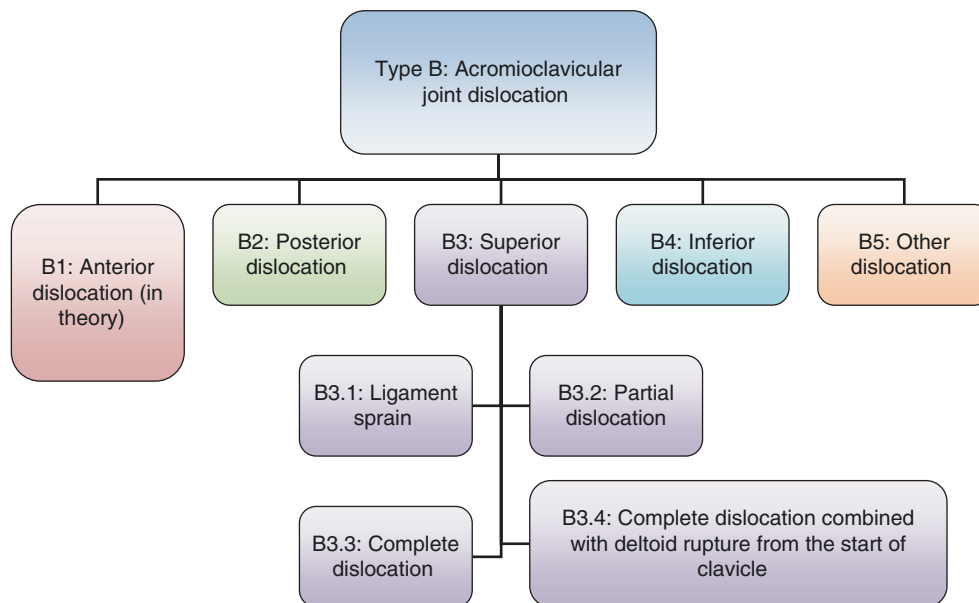 Type B: Acromioclavicular
joint dislocation
B1: Anterior
dislocation (in
theory)
B2: Posterior
dislocation
B3: Superior
dislocation
B4: Inferior
dislocation
B5: Other
dislocation
B3.1: Ligament
sprain
B3.2: Partial
dislocation
B3.3: Complete
dislocation
B3.4: Complete dislocation combined
with deltoid rupture from the start of
clavicle